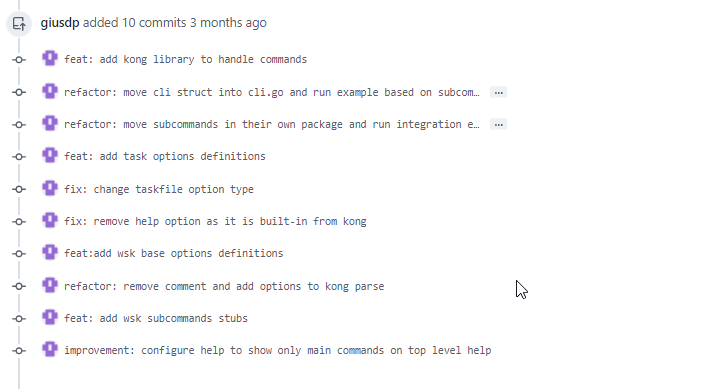 giusdp added 10 commits 3 months ago
feat: add kong library to handle commands
refactor: move cli struct into cli.go and run example based on subcom… ...
refactor: move subcommands in their own package and run integration e… ...
feat: add task options definitions
fix: change taskfile option type
fix: remove help option as it is built-in from kong
feat:add wsk base options definitions
refactor: remove comment and add options to kong parse
feat: add wsk subcommands stubs
improvement: configure help to show only main commands on top level help